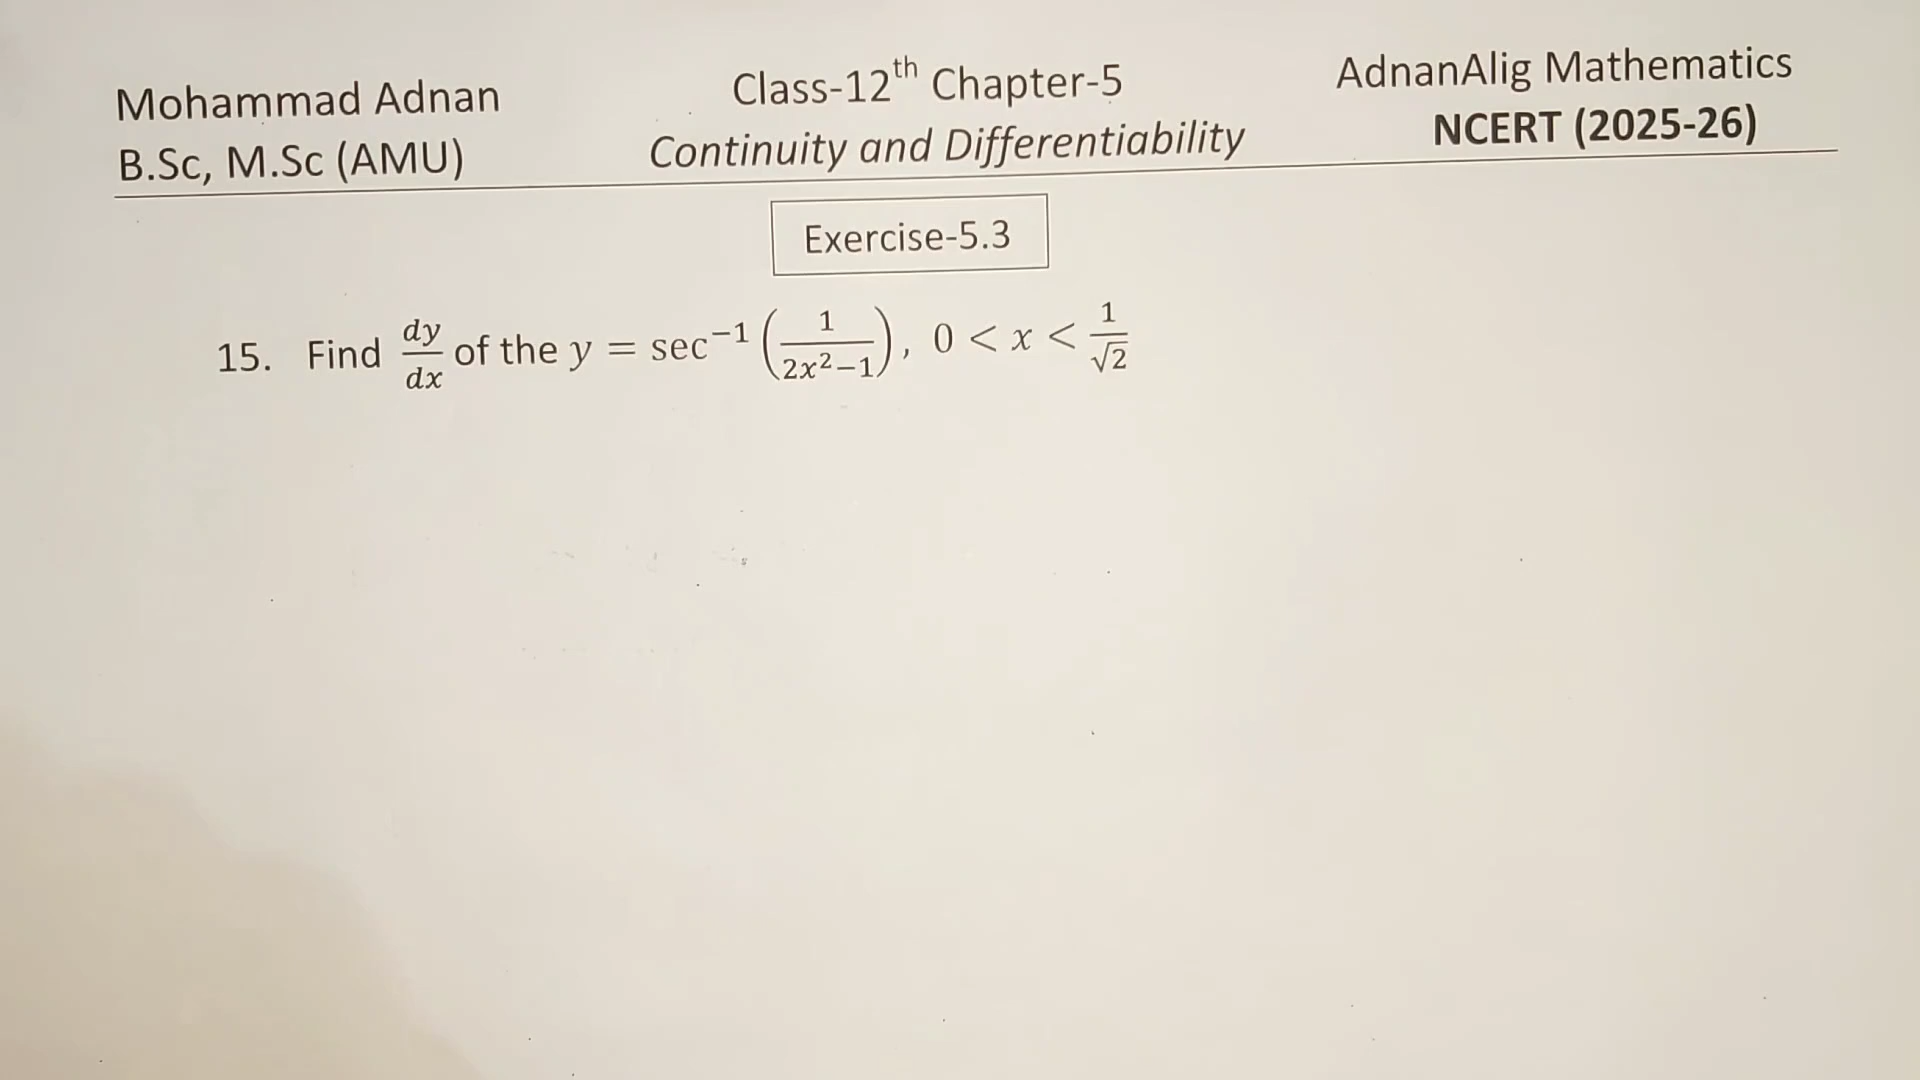 Mohammad Adnan
B.Sc, M.Sc (AMU)
Class-12th Chapter-5
Continuity and Differentiability
AdnanAlig Mathematics
NCERT (2025-26)
Exercise-5.3
15. Find dy/dx of the y = sec⁻¹(1/(2x²−1)), 0 < x < 1/√2